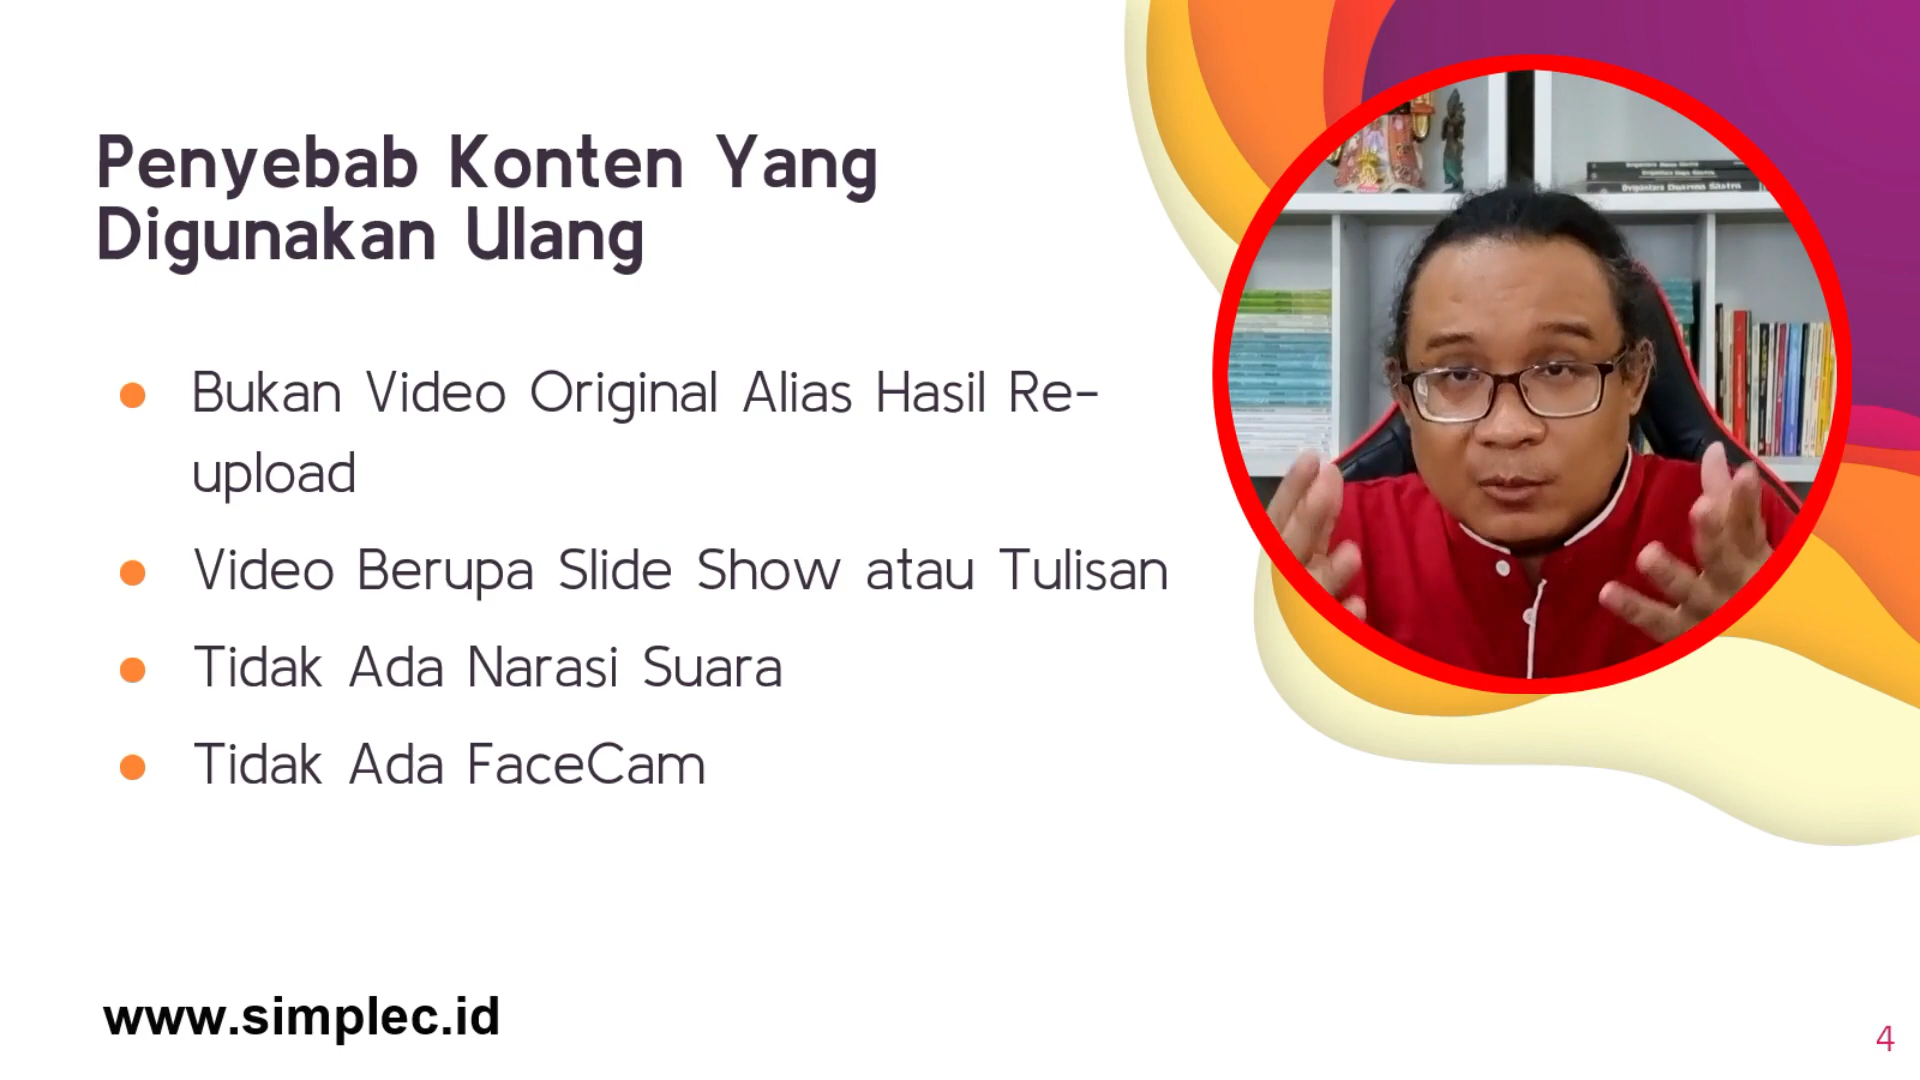 Penyebab Konten Yang
Digunakan Ulang
Bukan Video Original Alias Hasil Re-
upload
Video Berupa Slide Show atau Tulisan
Tidak Ada Narasi Suara
Tidak Ada FaceCam
www.simplec.id
4